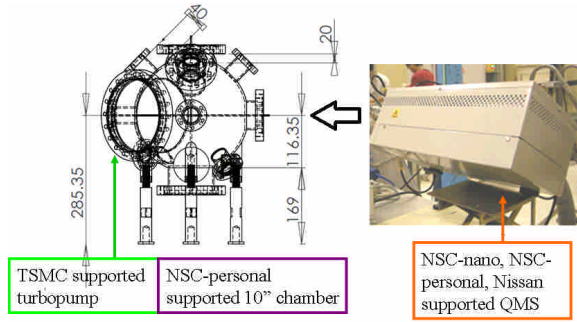 40
20
116.35
285.35
169
TSMC supported
turbopump
NSC-personal
supported 10” chamber
NSC-nano, NSC-
personal, Nissan
supported QMS